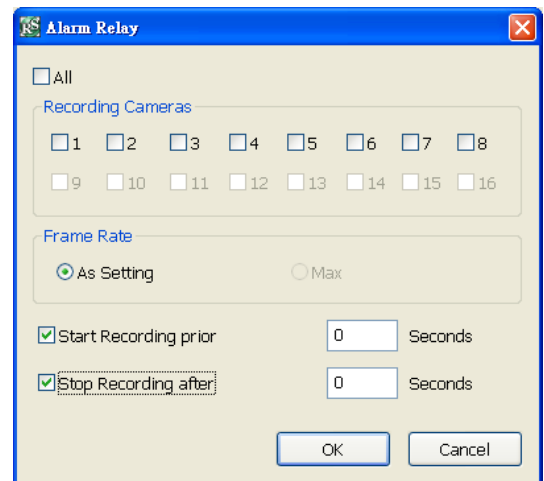 RS Alarm Relay
All
Recording Cameras
1 2 3 4 5 6 7 8
9 10 11 12 13 14 15 16
Frame Rate
As Setting Max
Start Recording prior 0 Seconds
Stop Recording after 0 Seconds
OK Cancel